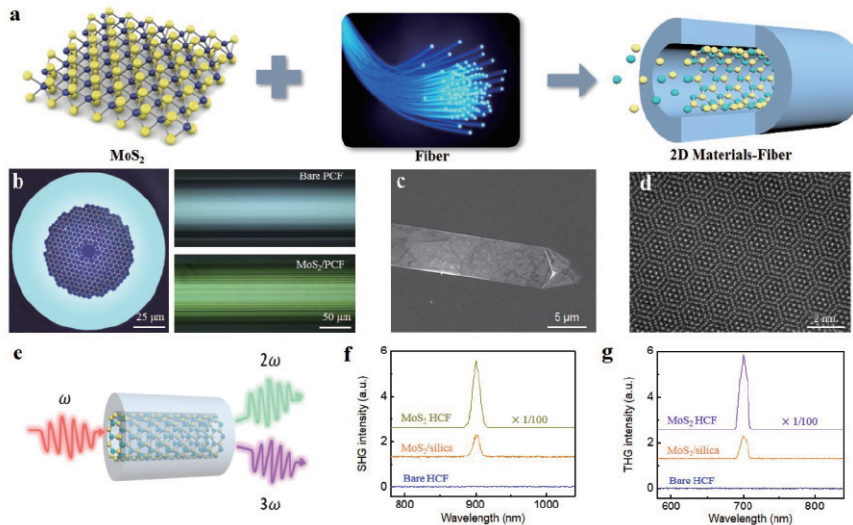 a
MoS2
Fiber
2D Materials-Fiber
b
Bare PCF
MoS2/PCF
25 μm
50 μm
c
5 μm
d
2 nm
e
ω
2ω
3ω
f
SHG intensity (a.u.)
6
4
2
0
MoS2 HCF
× 1/100
MoS2/silica
Bare HCF
800
900
1000
Wavelength (nm)
g
THG intensity (a.u.)
6
4
2
0
MoS2 HCF
× 1/100
MoS2/silica
Bare HCF
600
700
800
Wavelength (nm)